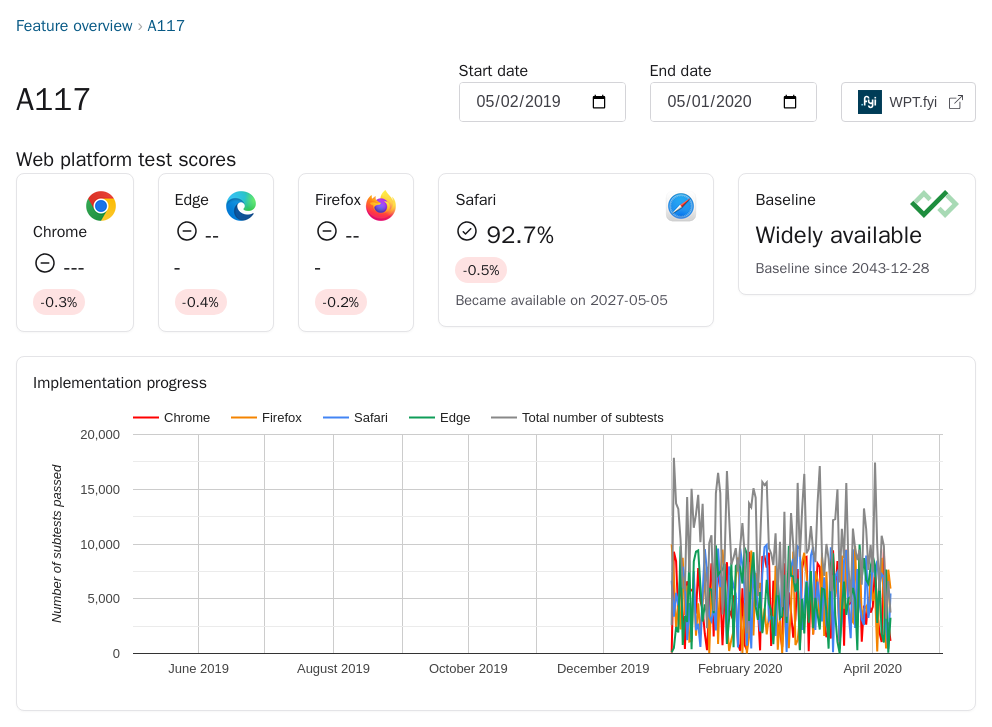 Feature overview › A117
A117
Start date
05/02/2019
End date
05/01/2020
.fyi WPT.fyi
Web platform test scores
Chrome
---
-0.3%
Edge
--
-
-0.4%
Firefox
--
-
-0.2%
Safari
92.7%
-0.5%
Became available on 2027-05-05
Baseline
Widely available
Baseline since 2043-12-28
Implementation progress
Chrome Firefox Safari Edge Total number of subtests
Number of subtests passed
20,000
15,000
10,000
5,000
0
June 2019 August 2019 October 2019 December 2019 February 2020 April 2020